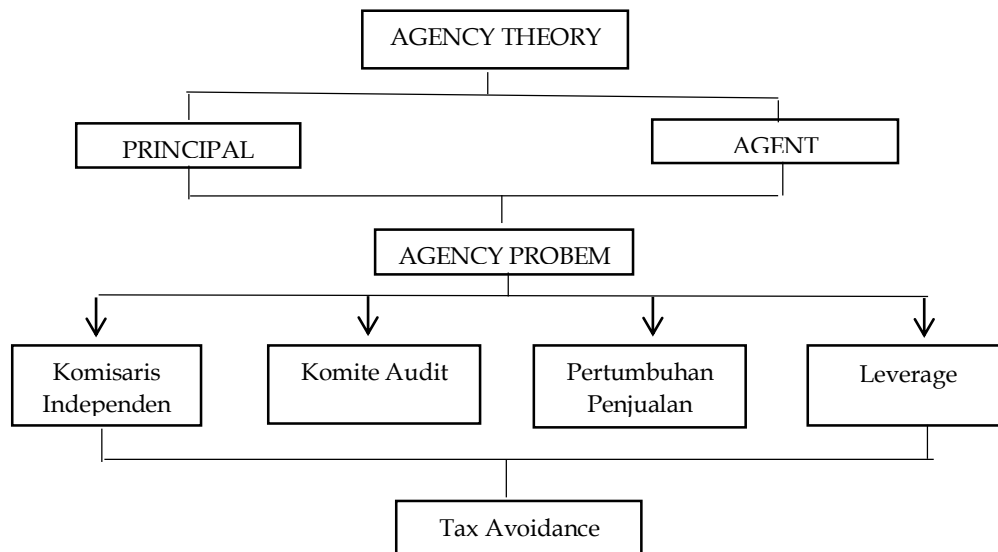 AGENCY THEORY
PRINCIPAL
AGENT
AGENCY PROBEM
Komisaris
Independen
Komite Audit
Pertumbuhan
Penjualan
Leverage
Tax Avoidance